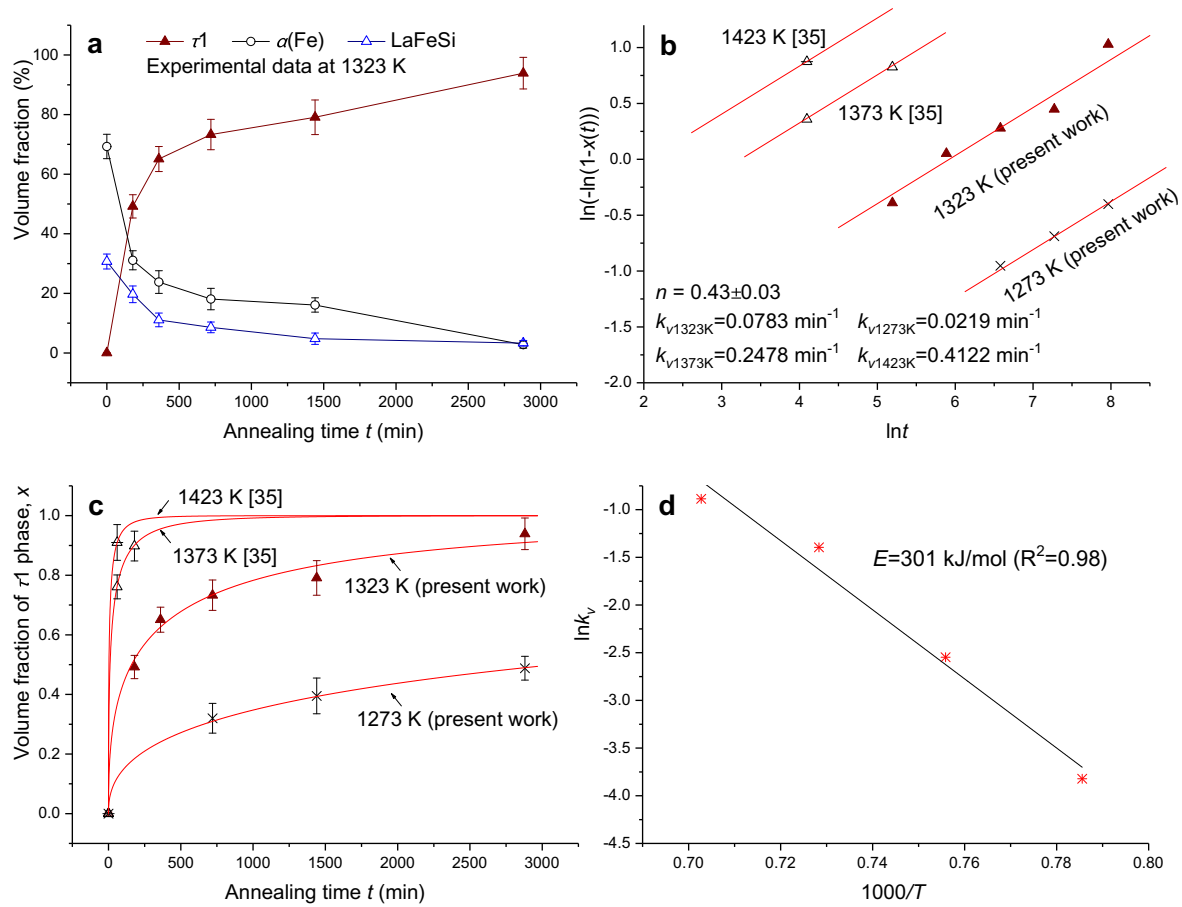 a
τ1 α(Fe) LaFeSi
Experimental data at 1323 K
Volume fraction (%)
100
80
60
40
20
0
0 500 1000 1500 2000 2500 3000
Annealing time t (min)
b
1423 K [35]
1373 K [35]
1323 K (present work)
1273 K (present work)
n = 0.43±0.03
kv1323K=0.0783 min-1 kv1273K=0.0219 min-1
kv1373K=0.2478 min-1 kv1423K=0.4122 min-1
ln(-ln(1-x(t)))
1.0
0.5
0.0
-0.5
-1.0
-1.5
-2.0
2 3 4 5 6 7 8
lnt
c
1423 K [35]
1373 K [35]
1323 K (present work)
1273 K (present work)
Volume fraction of τ1 phase, x
1.0
0.8
0.6
0.4
0.2
0.0
0 500 1000 1500 2000 2500 3000
Annealing time t (min)
d
E=301 kJ/mol (R2=0.98)
lnkv
-1.0
-1.5
-2.0
-2.5
-3.0
-3.5
-4.0
-4.5
0.70 0.72 0.74 0.76 0.78 0.80
1000/T